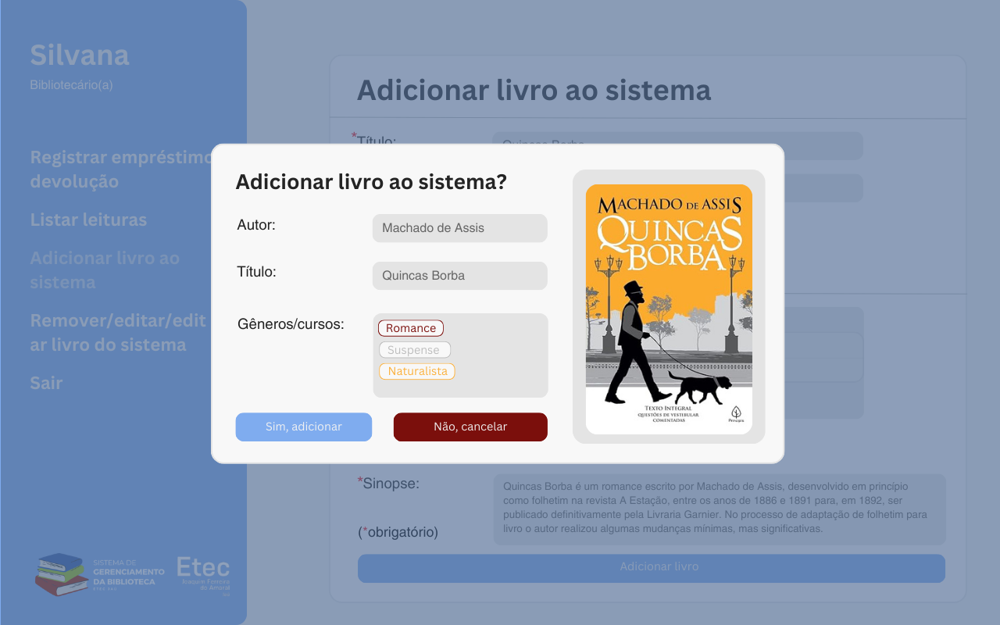 Silvana
Bibliotecário(a)
Registrar empréstimo
devolução
Listar leituras
Adicionar livro ao
sistema
Remover/editar/edit
ar livro do sistema
Sair
SISTEMA DE
GERENCIAMENTO
DA BIBLIOTECA
Etec
Joaquim Ferreira
do Amaral
Adicionar livro ao sistema
*Título:
Quincas Borba
Adicionar livro ao sistema?
Autor:
Machado de Assis
Título:
Quincas Borba
Gêneros/cursos:
Romance
Suspense
Naturalista
Sim, adicionar
Não, cancelar
MACHADO DE ASSIS
QUINCAS
BORBA
TEXTO INTEGRAL
QUESTÕES DE VESTIBULAR
COMENTADAS
Principis
*Sinopse:
Quincas Borba é um romance escrito por Machado de Assis, desenvolvido em princípio
como folhetim na revista A Estação, entre os anos de 1886 e 1891 para, em 1892, ser
publicado definitivamente pela Livraria Garnier. No processo de adaptação de folhetim para
livro o autor realizou algumas mudanças mínimas, mas significativas.
(*obrigatório)
Adicionar livro